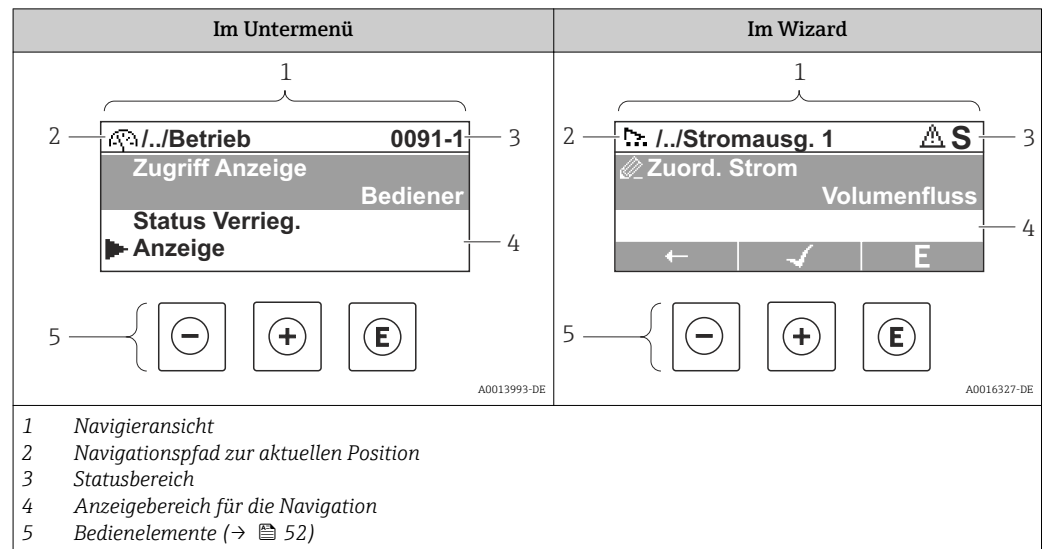 Im Untermenü
1
2
/../Betrieb 0091-1
3
Zugriff Anzeige
Bediener
Status Verrieg.
Anzeige
4
5
− + E
A0013993-DE
Im Wizard
1
2
/../Stromausg. 1 S
3
Zuord. Strom
Volumenfluss
4
E
5
− + E
A0016327-DE
1 Navigieransicht
2 Navigationspfad zur aktuellen Position
3 Statusbereich
4 Anzeigebereich für die Navigation
5 Bedienelemente (→ 52)